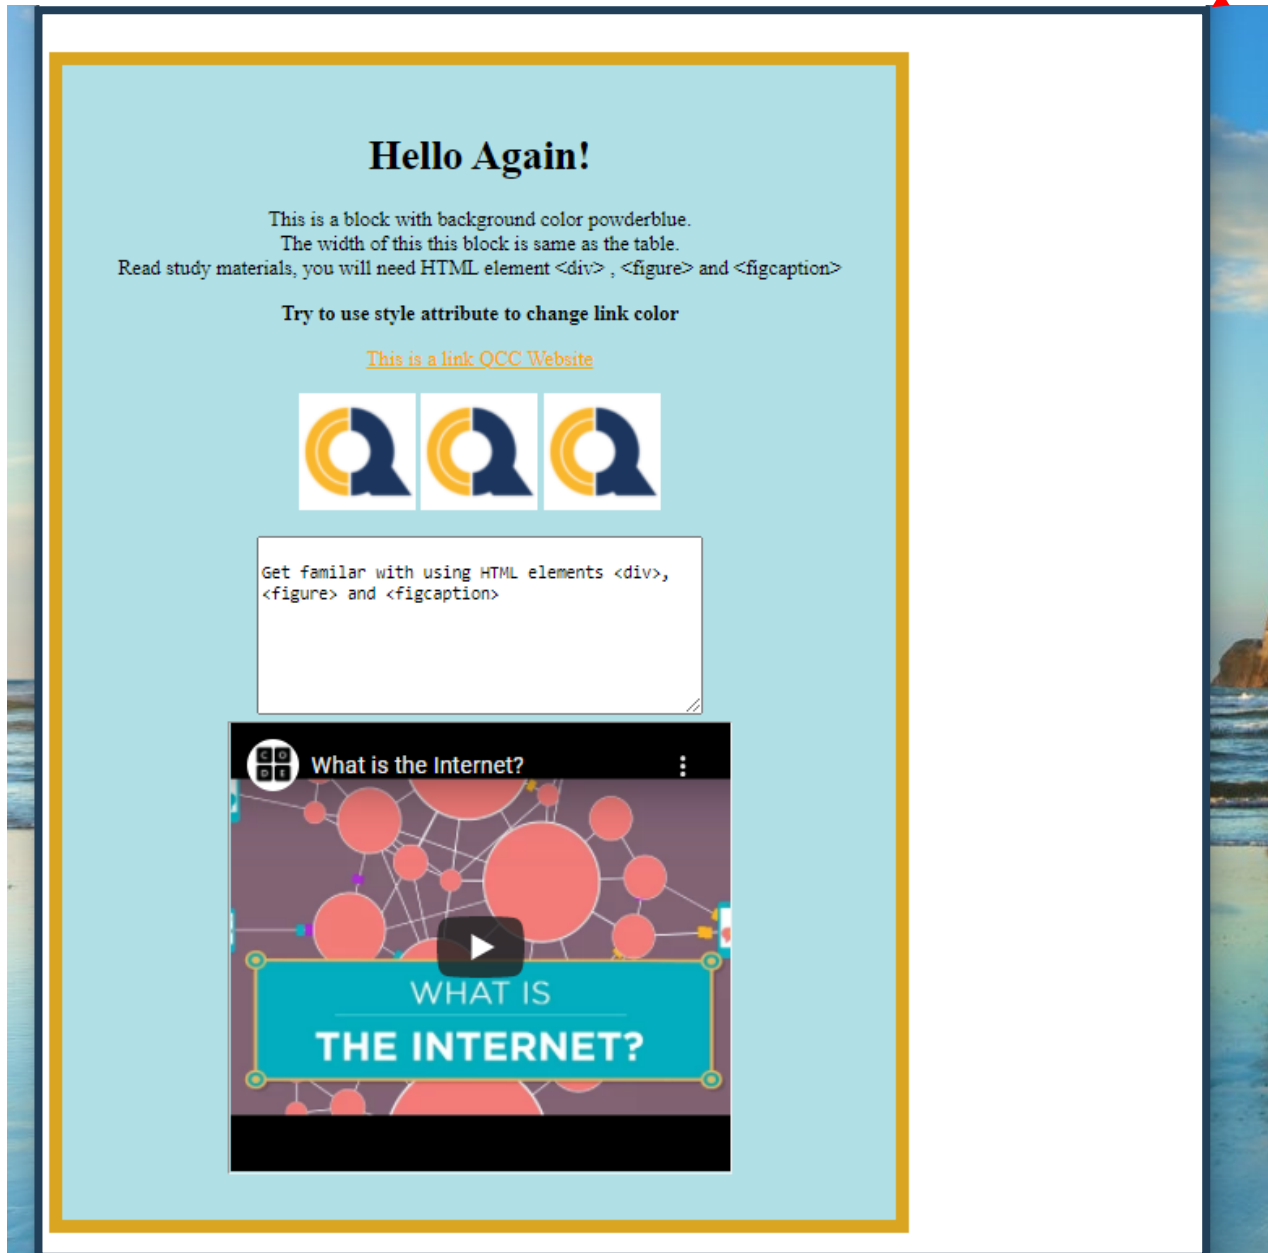 Hello Again!
This is a block with background color powderblue.
The width of this this block is same as the table.
Read study materials, you will need HTML element <div> , <figure> and <figcaption>
Try to use style attribute to change link color
This is a link QCC Website
Get familar with using HTML elements <div>,
<figure> and <figcaption>
C O
D E
What is the Internet?
WHAT IS
THE INTERNET?